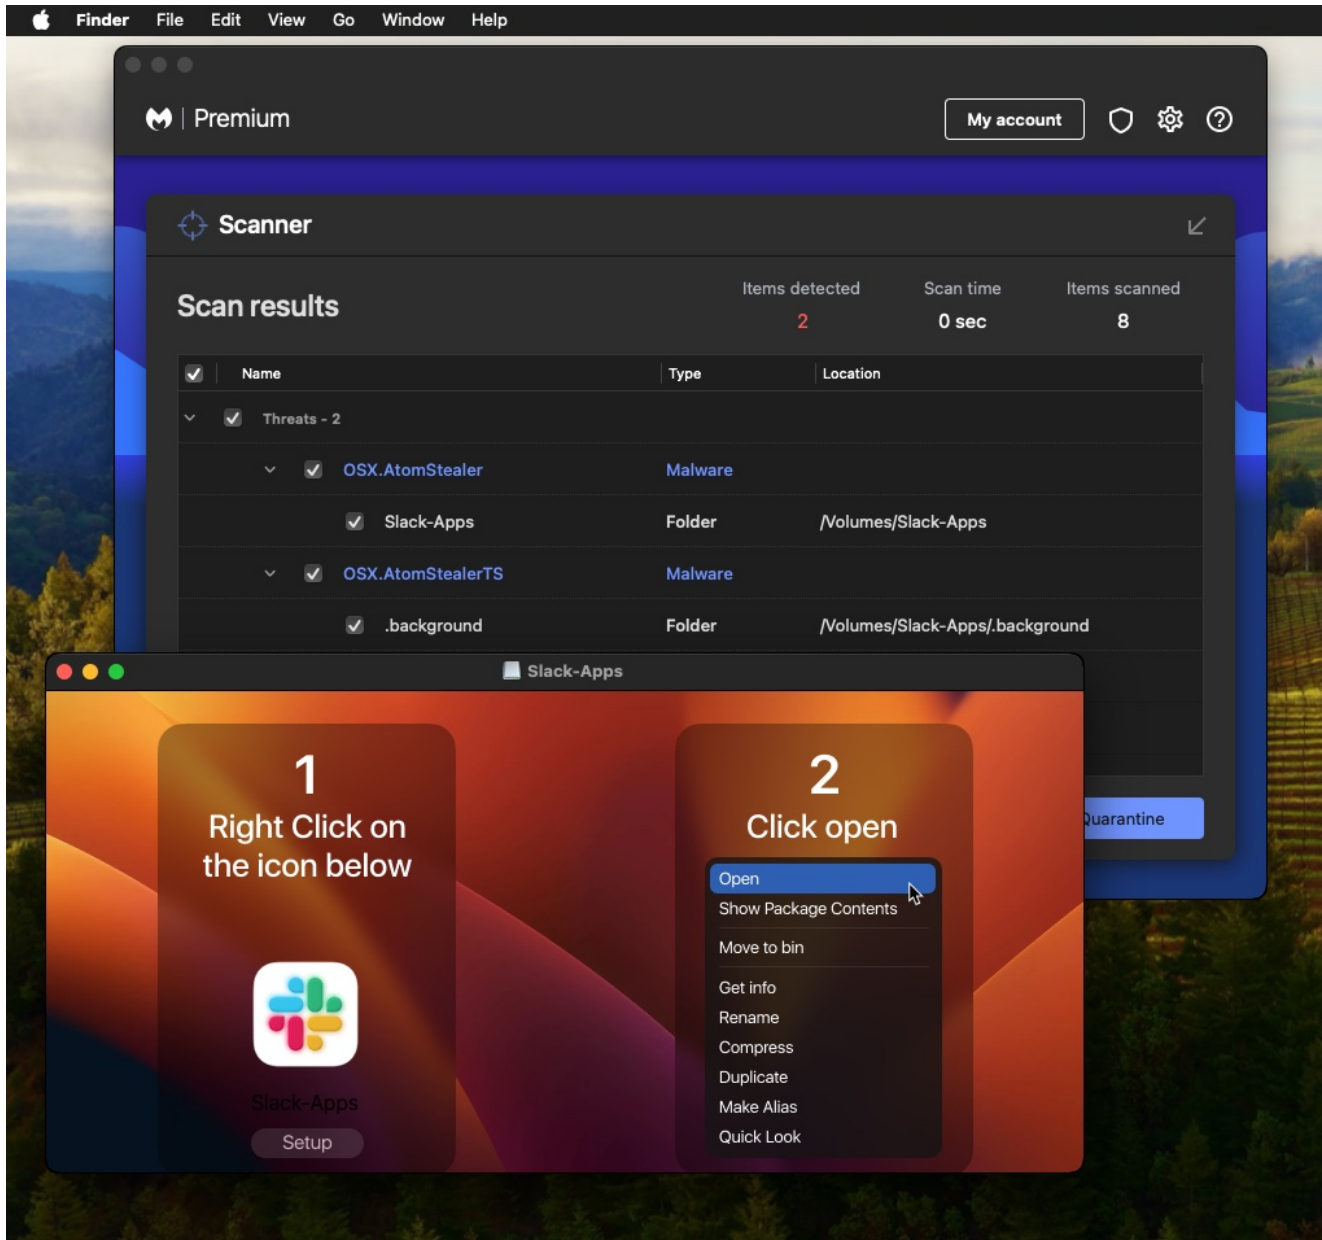 Finder File Edit View Go Window Help
Premium
My account
Scanner
Scan results
Items detected Scan time Items scanned
2 0 sec 8
Name Type Location
Threats - 2
OSX.AtomStealer Malware
Slack-Apps Folder /Volumes/Slack-Apps
OSX.AtomStealerTS Malware
.background Folder /Volumes/Slack-Apps/.background
Quarantine
Slack-Apps
1
Right Click on
the icon below
Slack-Apps
Setup
2
Click open
Open
Show Package Contents
Move to bin
Get info
Rename
Compress
Duplicate
Make Alias
Quick Look